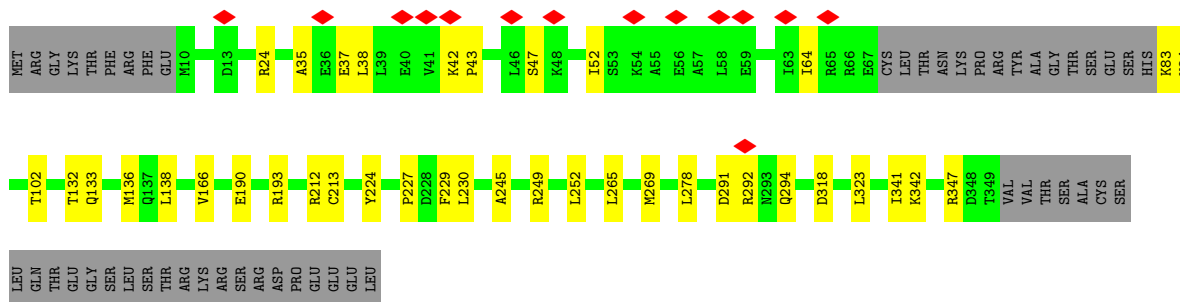 MET ARG GLY LYS THR PHE ARG PHE GLU M10 D13 R24 A35 E36 E37 L38 L39 E40 V41 K42 P43 L46 S47 K48 I52 S53 K54 A55 E56 A57 L58 E59 I63 I64 R65 R66 E67 CYS LEU THR ASN LYS PRO ARG TYR ALA GLY THR SER GLU SER HIS K83
T102 T132 Q133 M136 Q137 L138 V166 E190 R193 R212 C213 Y224 P227 D228 F229 L230 A245 R249 L252 L265 M269 L278 D291 R292 N293 Q294 D318 L323 I341 K342 R347 D348 T349 VAL VAL THR SER ALA CYS SER
LEU GLN THR GLU GLY SER LEU SER THR ARG LYS ARG SER ARG ASP PRO GLU GLU GLU LEU